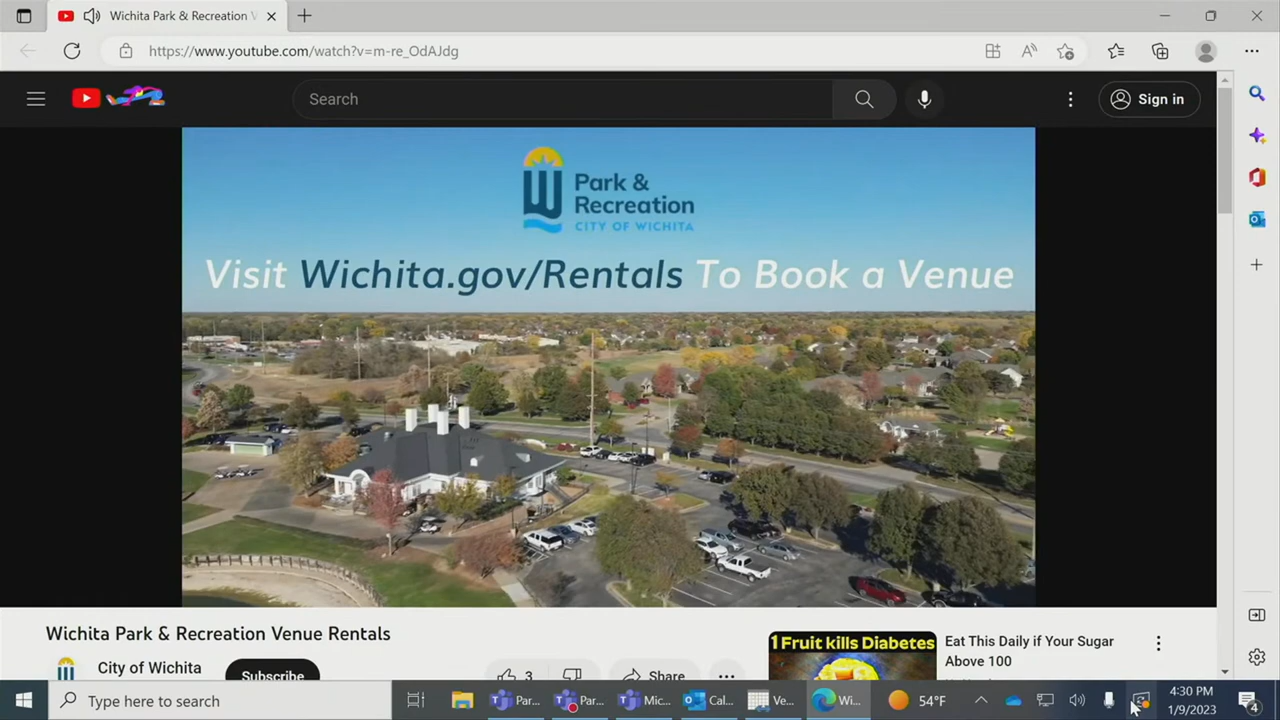 Wichita Park & Recreation V
https://www.youtube.com/watch?v=m-re_OdAJdg
Search
Sign in
Park &
Recreation
CITY OF WICHITA
Visit Wichita.gov/Rentals To Book a Venue
Wichita Park & Recreation Venue Rentals
City of Wichita
Subscribe
3
Share
1 Fruit kills Diabetes
Eat This Daily if Your Sugar
Above 100
Type here to search
Par...
Par...
Mic...
Cal...
Ve...
Wi...
54°F
4:30 PM
1/9/2023
4